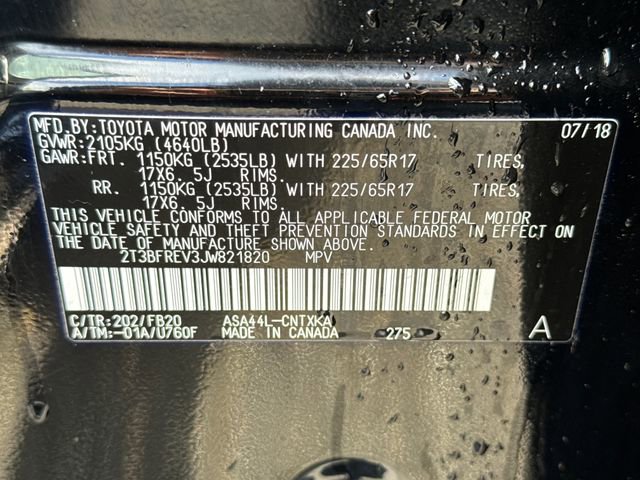 MFD.BY:TOYOTA MOTOR MANUFACTURING CANADA INC. 07/18
GVWR:2105KG (4640LB)
GAWR:FRT. 1150KG (2535LB) WITH 225/65R17 TIRES,
17X6. 5J RIMS.
RR. 1150KG (2535LB) WITH 225/65R17 TIRES,
17X6. 5J RIMS.
THIS VEHICLE CONFORMS TO ALL APPLICABLE FEDERAL MOTOR
VEHICLE SAFETY AND THEFT PREVENTION STANDARDS IN EFFECT ON
THE DATE OF MANUFACTURE SHOWN ABOVE.
2T3BFREV3JW821820 MPV
C/TR:202/FB20 ASA44L-CNTXKA
A/TM:-01A/U760F MADE IN CANADA 275 A